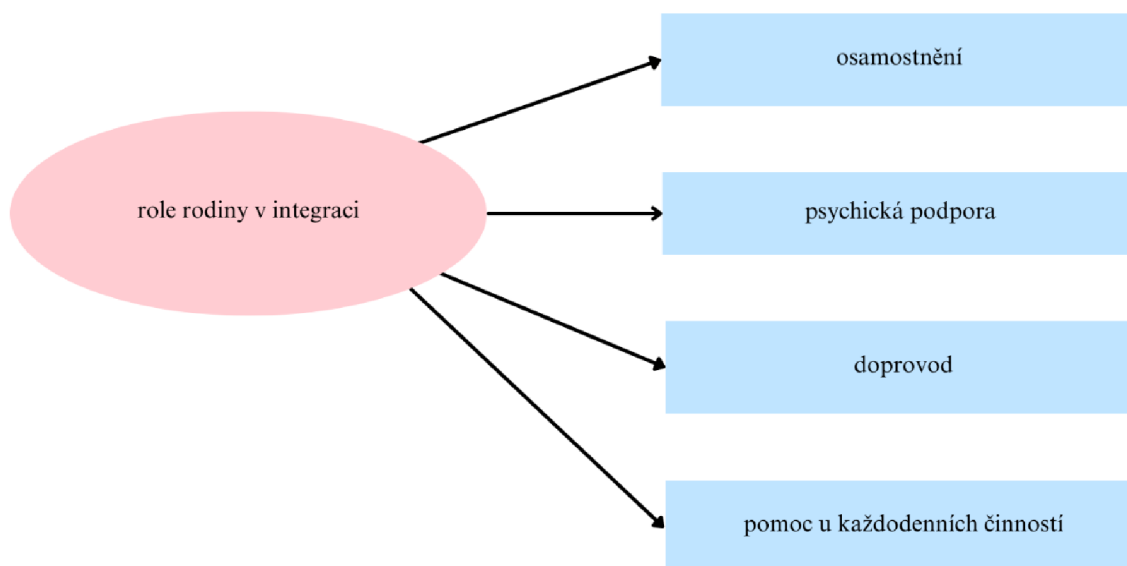 osamostnění
role rodiny v integraci
psychická podpora
doprovod
pomoc u každodenních činností